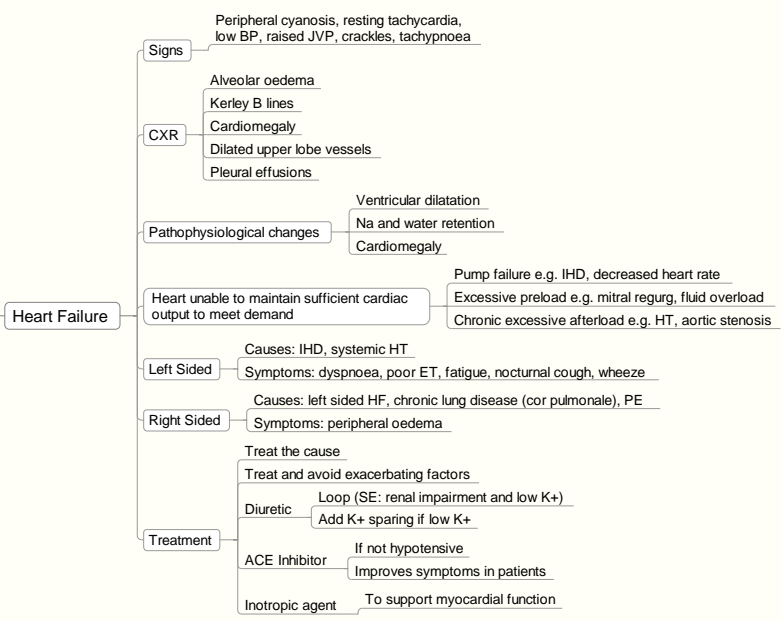 Heart Failure
Signs
Peripheral cyanosis, resting tachycardia,
low BP, raised JVP, crackles, tachypnoea
CXR
Alveolar oedema
Kerley B lines
Cardiomegaly
Dilated upper lobe vessels
Pleural effusions
Pathophysiological changes
Ventricular dilatation
Na and water retention
Cardiomegaly
Heart unable to maintain sufficient cardiac
output to meet demand
Pump failure e.g. IHD, decreased heart rate
Excessive preload e.g. mitral regurg, fluid overload
Chronic excessive afterload e.g. HT, aortic stenosis
Left Sided
Causes: IHD, systemic HT
Symptoms: dyspnoea, poor ET, fatigue, nocturnal cough, wheeze
Right Sided
Causes: left sided HF, chronic lung disease (cor pulmonale), PE
Symptoms: peripheral oedema
Treatment
Treat the cause
Treat and avoid exacerbating factors
Diuretic
Loop (SE: renal impairment and low K+)
Add K+ sparing if low K+
ACE Inhibitor
If not hypotensive
Improves symptoms in patients
Inotropic agent
To support myocardial function